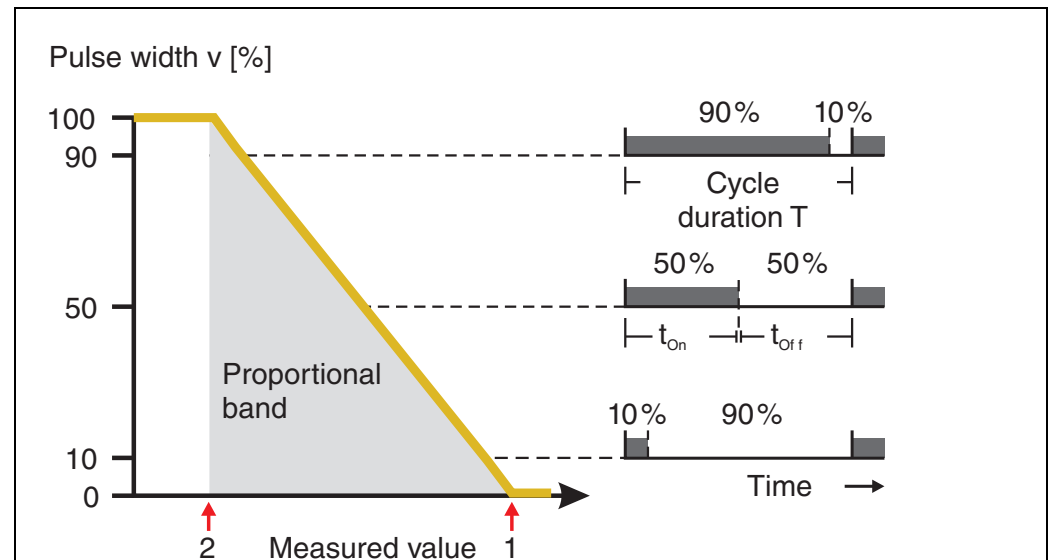 Pulse width v [%]
100
90
50
10
0
Proportional
band
2 Measured value 1
90% 10%
Cycle
duration T
50% 50%
tOn tOff
10% 90%
Time